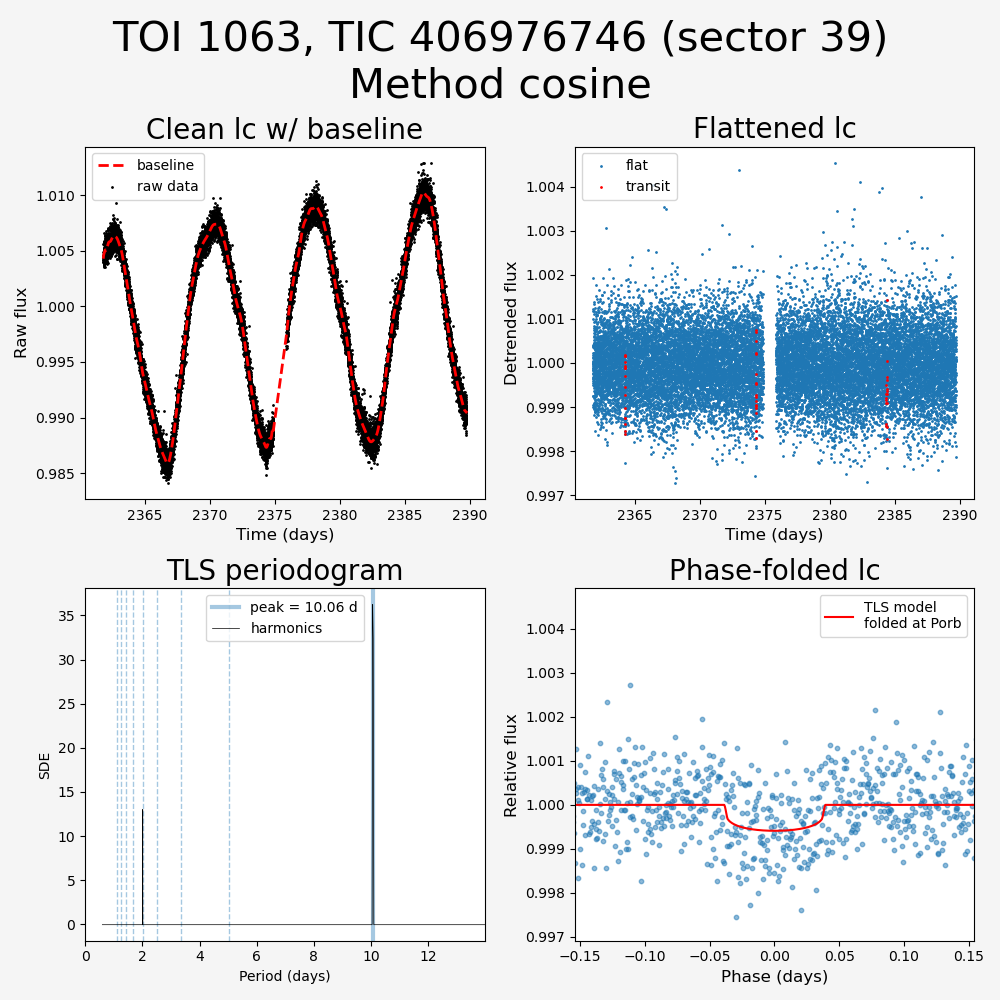 TOI 1063, TIC 406976746 (sector 39)
Method cosine
Clean lc w/ baseline
baseline
raw data
Raw flux
1.010
1.005
1.000
0.995
0.990
0.985
2365
2370
2375
2380
2385
2390
Time (days)
Flattened lc
flat
transit
Detrended flux
1.004
1.003
1.002
1.001
1.000
0.999
0.998
0.997
2365
2370
2375
2380
2385
2390
Time (days)
TLS periodogram
peak = 10.06 d
harmonics
SDE
35
30
25
20
15
10
5
0
0
2
4
6
8
10
12
Period (days)
Phase-folded lc
TLS model
folded at Porb
Relative flux
1.004
1.003
1.002
1.001
1.000
0.999
0.998
0.997
−0.15
−0.10
−0.05
0.00
0.05
0.10
0.15
Phase (days)